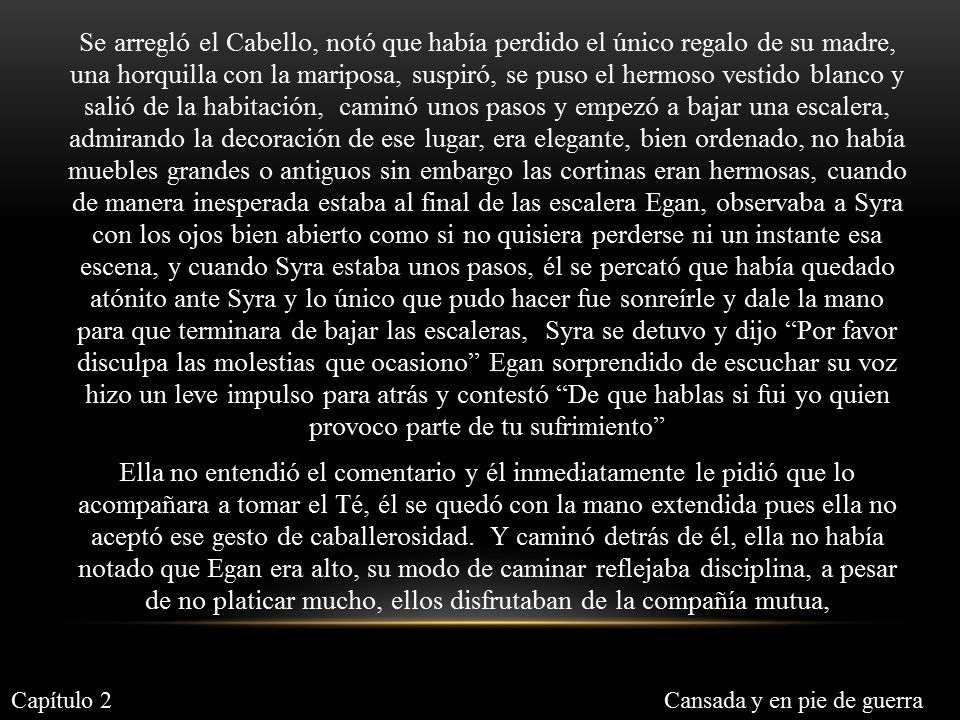 Se arregló el Cabello, notó que había perdido el único regalo de su madre,
una horquilla con la mariposa, suspiró, se puso el hermoso vestido blanco y
salió de la habitación, caminó unos pasos y empezó a bajar una escalera,
admirando la decoración de ese lugar, era elegante, bien ordenado, no había
muebles grandes o antiguos sin embargo las cortinas eran hermosas, cuando
de manera inesperada estaba al final de las escalera Egan, observaba a Syra
con los ojos bien abierto como si no quisiera perderse ni un instante esa
escena, y cuando Syra estaba unos pasos, él se percató que había quedado
atónito ante Syra y lo único que pudo hacer fue sonreírle y dale la mano
para que terminara de bajar las escaleras, Syra se detuvo y dijo “Por favor
disculpa las molestias que ocasiono” Egan sorprendido de escuchar su voz
hizo un leve impulso para atrás y contestó “De que hablas si fui yo quien
provoco parte de tu sufrimiento”
Ella no entendió el comentario y él inmediatamente le pidió que lo
acompañara a tomar el Té, él se quedó con la mano extendida pues ella no
aceptó ese gesto de caballerosidad. Y caminó detrás de él, ella no había
notado que Egan era alto, su modo de caminar reflejaba disciplina, a pesar
de no platicar mucho, ellos disfrutaban de la compañía mutua,
Capítulo 2
Cansada y en pie de guerra